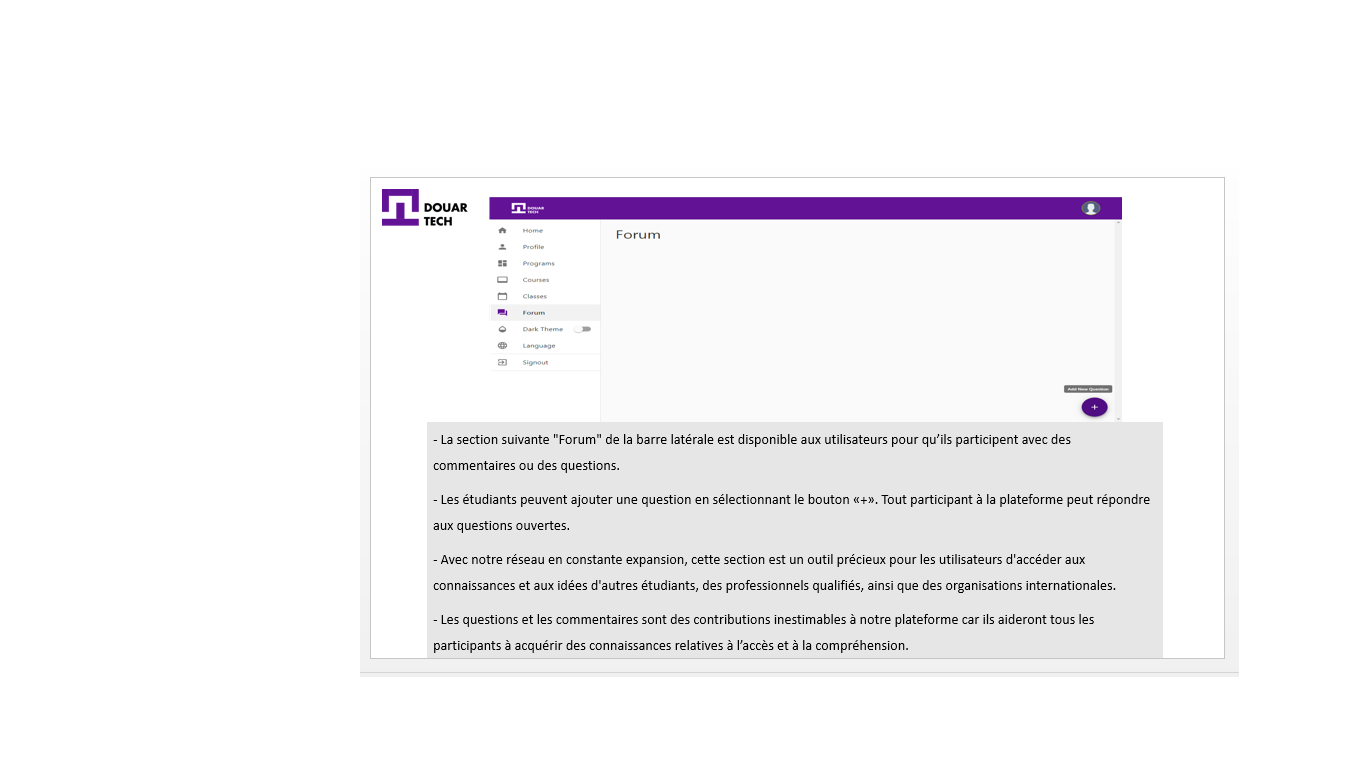 DOUAR
TECH
DOUAR
TECH
Home
Profile
Programs
Courses
Classes
Forum
Dark Theme
Language
Signout
Forum
Add New Question
+
- La section suivante "Forum" de la barre latérale est disponible aux utilisateurs pour qu’ils participent avec des
commentaires ou des questions.
- Les étudiants peuvent ajouter une question en sélectionnant le bouton «+». Tout participant à la plateforme peut répondre
aux questions ouvertes.
- Avec notre réseau en constante expansion, cette section est un outil précieux pour les utilisateurs d'accéder aux
connaissances et aux idées d'autres étudiants, des professionnels qualifiés, ainsi que des organisations internationales.
- Les questions et les commentaires sont des contributions inestimables à notre plateforme car ils aideront tous les
participants à acquérir des connaissances relatives à l’accès et à la compréhension.